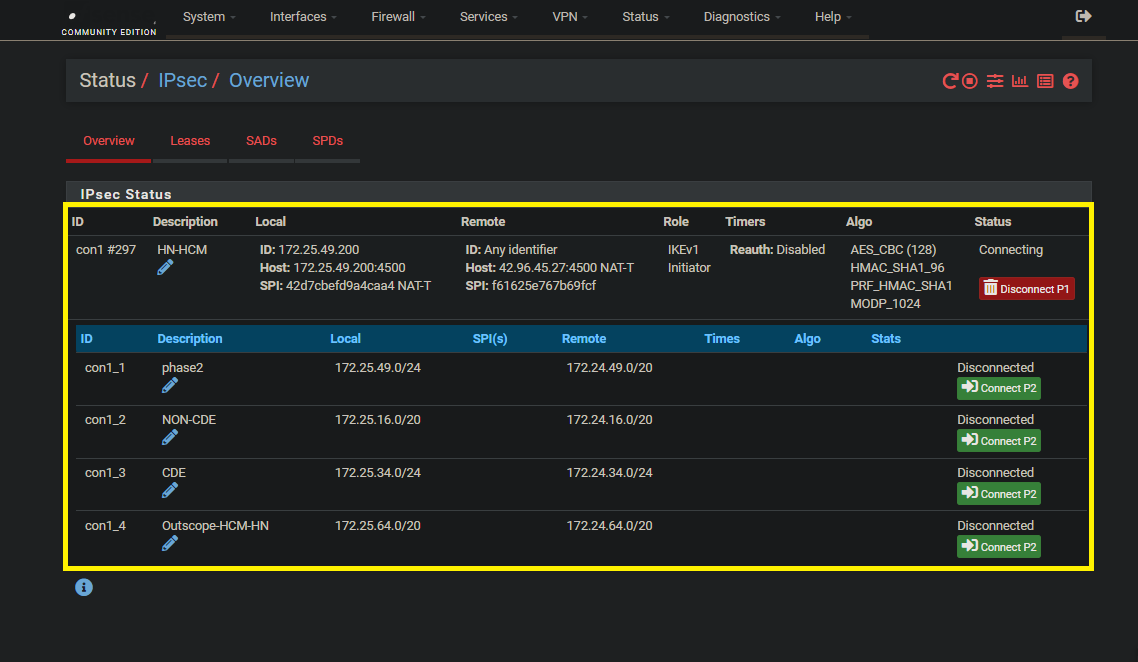 System Interfaces Firewall Services VPN Status Diagnostics Help
COMMUNITY EDITION
Status / IPsec / Overview
Overview Leases SADs SPDs
IPsec Status
ID Description Local Remote Role Timers Algo Status
con1 #297 HN-HCM ID: 172.25.49.200 ID: Any identifier IKEv1 Reauth: Disabled AES_CBC (128) Connecting
Host: 172.25.49.200:4500 Host: 42.96.45.27:4500 NAT-T Initiator HMAC_SHA1_96
SPI: 42d7cbefd9a4caa4 NAT-T SPI: f61625e767b69fcf PRF_HMAC_SHA1 Disconnect P1
MODP_1024
ID Description Local SPI(s) Remote Times Algo Stats
con1_1 phase2 172.25.49.0/24 172.24.49.0/20 Disconnected
Connect P2
con1_2 NON-CDE 172.25.16.0/20 172.24.16.0/20 Disconnected
Connect P2
con1_3 CDE 172.25.34.0/24 172.24.34.0/24 Disconnected
Connect P2
con1_4 Outscope-HCM-HN 172.25.64.0/20 172.24.64.0/20 Disconnected
Connect P2